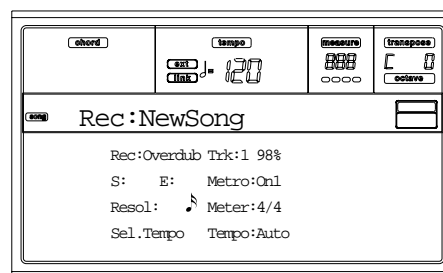 chord tempo measure transpose
ext
link = 120 888 C 0
octave
song Rec:NewSong
Rec:Overdub Trk:1 98%
S: E: Metro:On1
Resol: Meter:4/4
Sel.Tempo Tempo:Auto